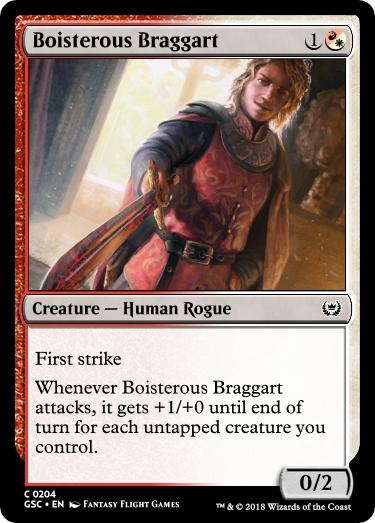 Boisterous Braggart 1
Creature — Human Rogue
First strike
Whenever Boisterous Braggart
attacks, it gets +1/+0 until end of
turn for each untapped creature you
control.
0/2
C 0204
GSC • EN Fantasy Flight Games
™ & © 2018 Wizards of the Coast